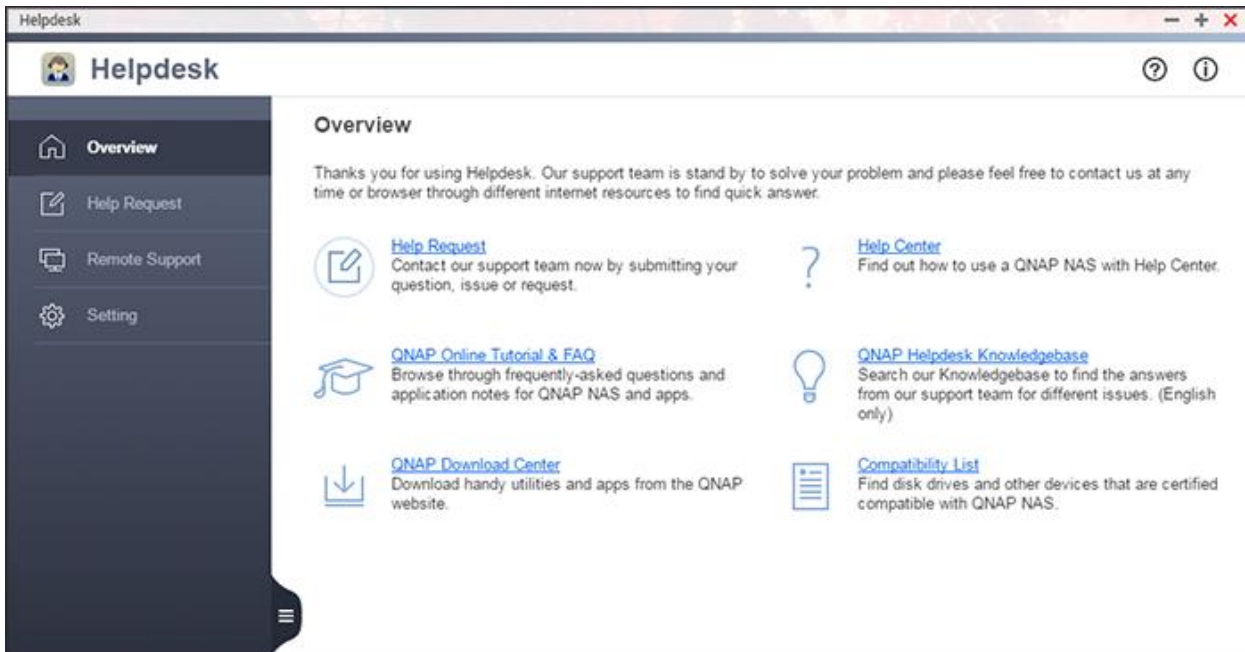 Helpdesk
Helpdesk
Overview
Help Request
Remote Support
Setting
Overview
Thanks you for using Helpdesk. Our support team is stand by to solve your problem and please feel free to contact us at any
time or browser through different internet resources to find quick answer.
Help Request
Contact our support team now by submitting your
question, issue or request.
Help Center
Find out how to use a QNAP NAS with Help Center.
QNAP Online Tutorial & FAQ
Browse through frequently-asked questions and
application notes for QNAP NAS and apps.
QNAP Helpdesk Knowledgebase
Search our Knowledgebase to find the answers
from our support team for different issues. (English
only)
QNAP Download Center
Download handy utilities and apps from the QNAP
website.
Compatibility List
Find disk drives and other devices that are certified
compatible with QNAP NAS.